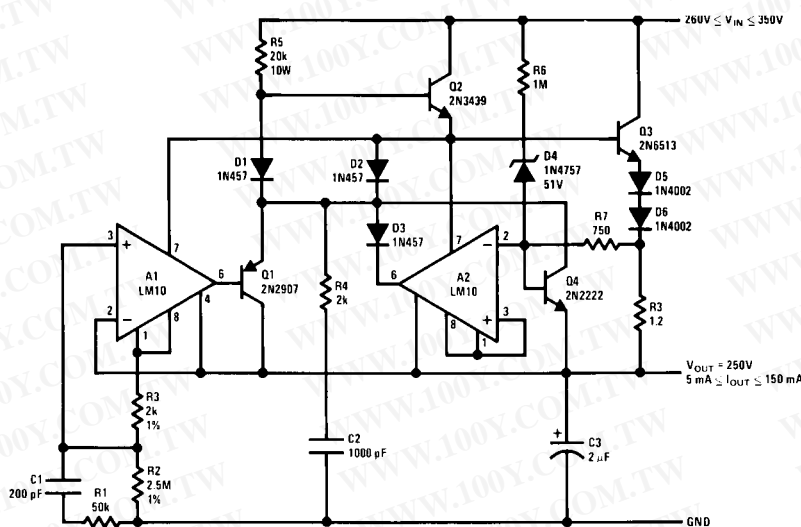 260V ≤ VIN ≤ 350V
R5
20k
10W
Q2
2N3439
R6
1M
Q3
2N6513
D1
1N457
D2
1N457
D4
1N4757
51V
D5
1N4002
D6
1N4002
R7
750
D3
1N457
3
+
7
A1
LM10
6
2
−
4
1
8
Q1
2N2907
R4
2k
7
−
2
6
A2
LM10
8
+
3
1
Q4
2N2222
R3
1.2
VOUT = 250V
5 mA ≤ IOUT ≤ 150 mA
R3
2k
1%
C1
200 pF
R1
50k
R2
2.5M
1%
C2
1000 pF
+
C3
2 μF
GND
WWW.100Y.COM.TW